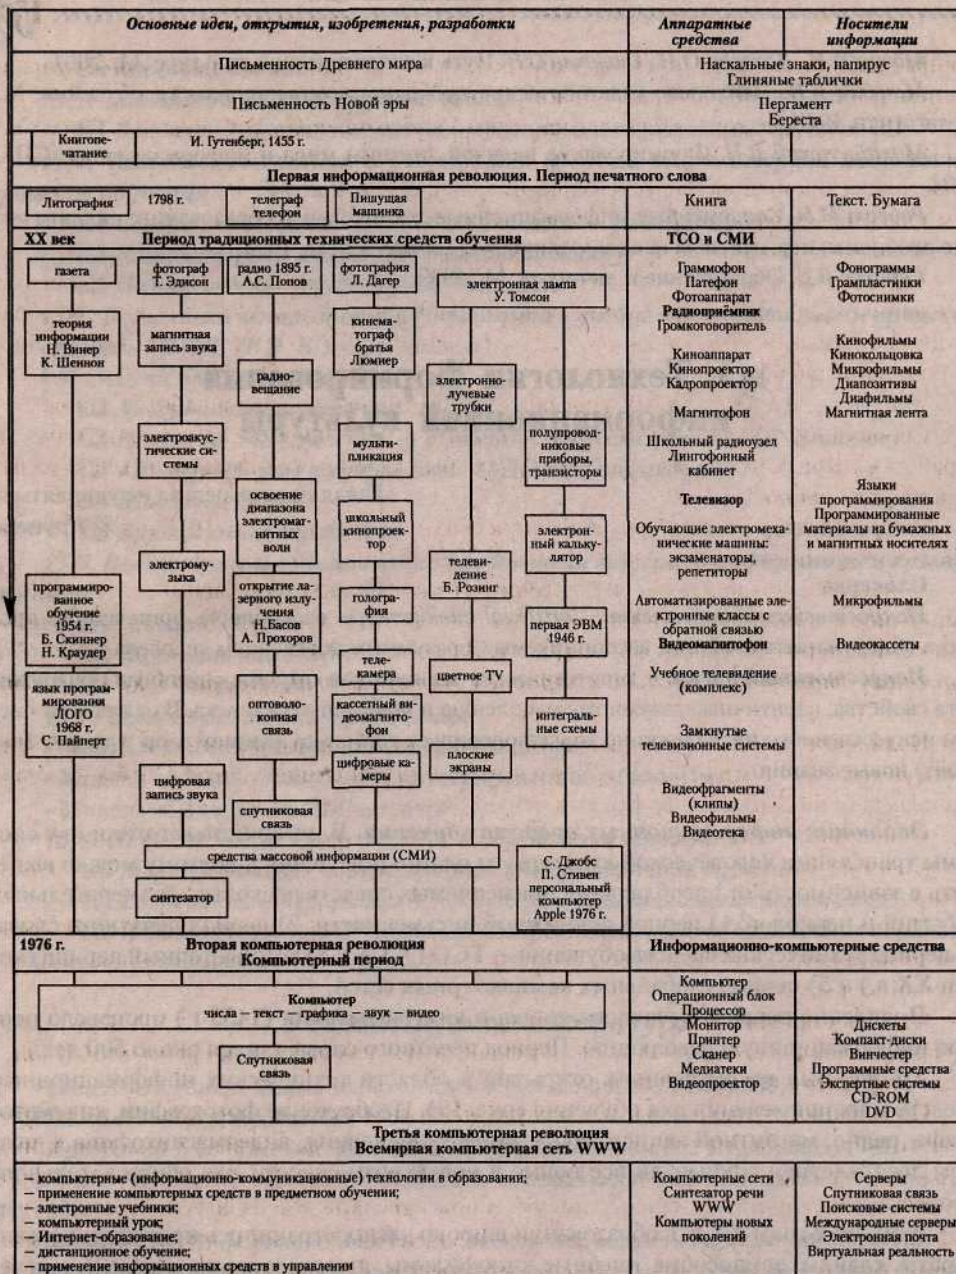 Основные идеи, открытия, изобретения, разработки
Аппаратные
средства
Носители
информации
Письменность Древнего мира
Наскальные знаки, папирус
Глиняные таблички
Письменность Новой эры
Пергамент
Береста
Книгопе-
чатание
И. Гутенберг, 1455 г.
Первая информационная революция. Период печатного слова
Литография
1798 г.
телеграф
телефон
Пишущая
машинка
Книга
Текст. Бумага
XX век
Период традиционных технических средств обучения
ТСО и СМИ
газета
фотограф
Т. Эдисон
радио 1895 г.
А.С. Попов
фотография
Л. Дагер
электронная лампа
У. Томсон
теория
информации
Н. Винер
К. Шеннон
магнитная
запись звука
радио-
вещание
кинема-
тограф
братья
Люмиер
электронно-
лучевые
трубки
электроакус-
тические си-
стемы
мульти-
пликация
полупровод-
никовые
приборы,
транзисторы
освоение
диапазона
электромаг-
нитных
волн
школьный
кинопроек-
тор
электрон-
ный кальку-
лятор
электрому-
зыка
телеви-
дение
Б. Розинг
программиро-
ванное
обучение
1954 г.
Б. Скиннер
Н. Краудер
открытие ла-
зерного излу-
чения
Н.Басов
А. Прохоров
гологра-
фия
первая ЭВМ
1946 г.
теле-
камера
цветное TV
язык програм-
мирования
ЛОГО
1968 г.
С. Пайперт
оптоволо-
конная
связь
кассетный ви-
деомагнито-
фон
интеграль-
ные схемы
цифровая
запись звука
цифровые ка-
меры
плоские
экраны
спутниковая
связь
средства массовой информации (СМИ)
синтезатор
С. Джобс
П. Стивен
персональный
компьютер
Apple 1976 г.
Граммофон
Патефон
Фотоаппарат
Радиоприёмник
Громкоговоритель
Киноаппарат
Кинопроектор
Кадропроектор
Магнитофон
Школьный радиоузел
Лингофонный
кабинет
Телевизор
Обучающие электромеха-
нические машины:
экзаменаторы,
репетиторы
Автоматизированные эле-
ктронные классы с
обратной связью
Видеомагнитофон
Учебное телевидение
(комплекс)
Замкнутые
телевизионные системы
Видеофрагменты
(клипы)
Видеофильмы
Видеотека
Фонограммы
Грампластинки
Фотоснимки
Кинофильмы
Кинокольцовка
Микрофильмы
Диапозитивы
Диафильмы
Магнитная лента
Языки
программирования
Программированные
материалы на бумажных
и магнитных носителях
Микрофильмы
Видеокассеты
1976 г.
Вторая компьютерная революция
Компьютерный период
Информационно-компьютерные средства
Компьютер
числа – текст – графика – звук – видео
Спутниковая
связь
Компьютер
Операционный блок
Процессор
Монитор
Принтер
Сканер
Медиатеки
Видеопроектор
Дискеты
Компакт-диски
Винчестер
Программные средства
Экспертные системы
CD-ROM
DVD
Третья компьютерная революция
Всемирная компьютерная сеть WWW
– компьютерные (информационно-коммуникационные) технологии в образовании;
– применение компьютерных средств в предметном обучении;
– электронные учебники;
– компьютерный урок;
– Интернет-образование;
– дистанционное обучение;
– применение информационных средств в управлении
Компьютерные сети
Синтезатор речи
WWW
Компьютеры новых
поколений
Серверы
Спутниковая связь
Поисковые системы
Международные серверы
Электронная почта
Виртуальная реальность